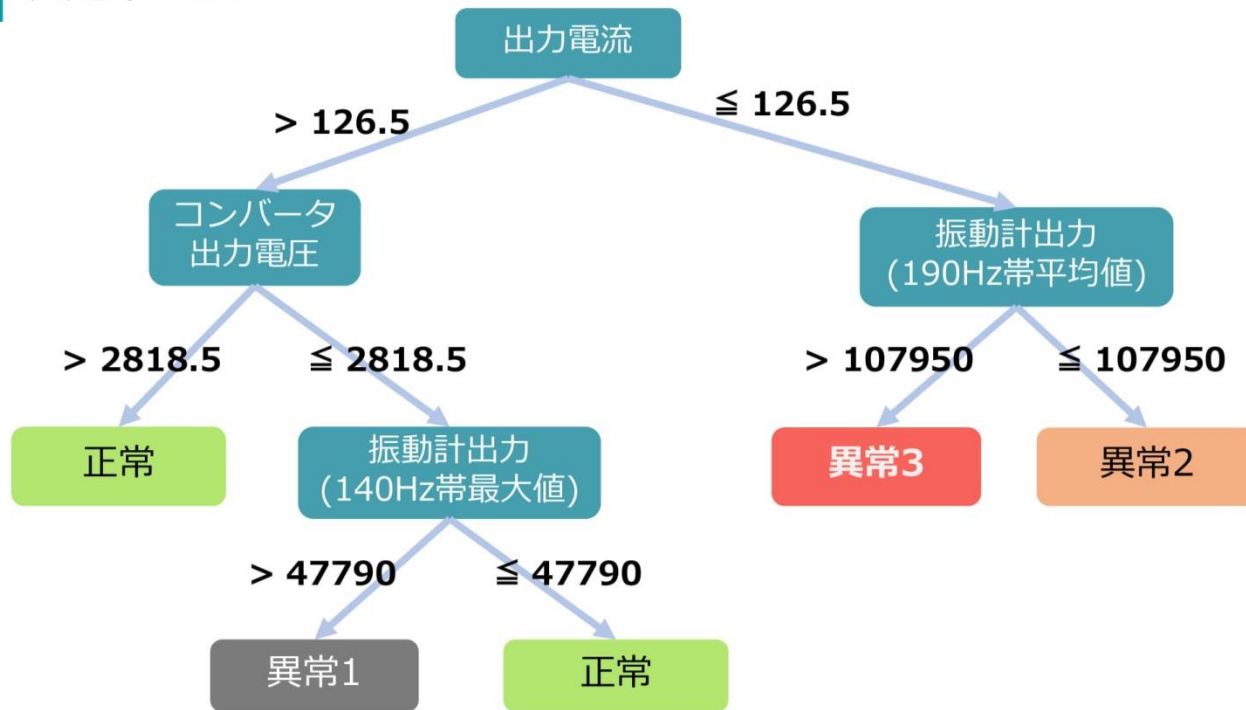 出力電流
> 126.5
≦ 126.5
コンバータ
出力電圧
振動計出力
(190Hz帯平均値)
> 2818.5
≦ 2818.5
> 107950
≦ 107950
正常
振動計出力
(140Hz帯最大値)
異常3
異常2
> 47790
≦ 47790
異常1
正常